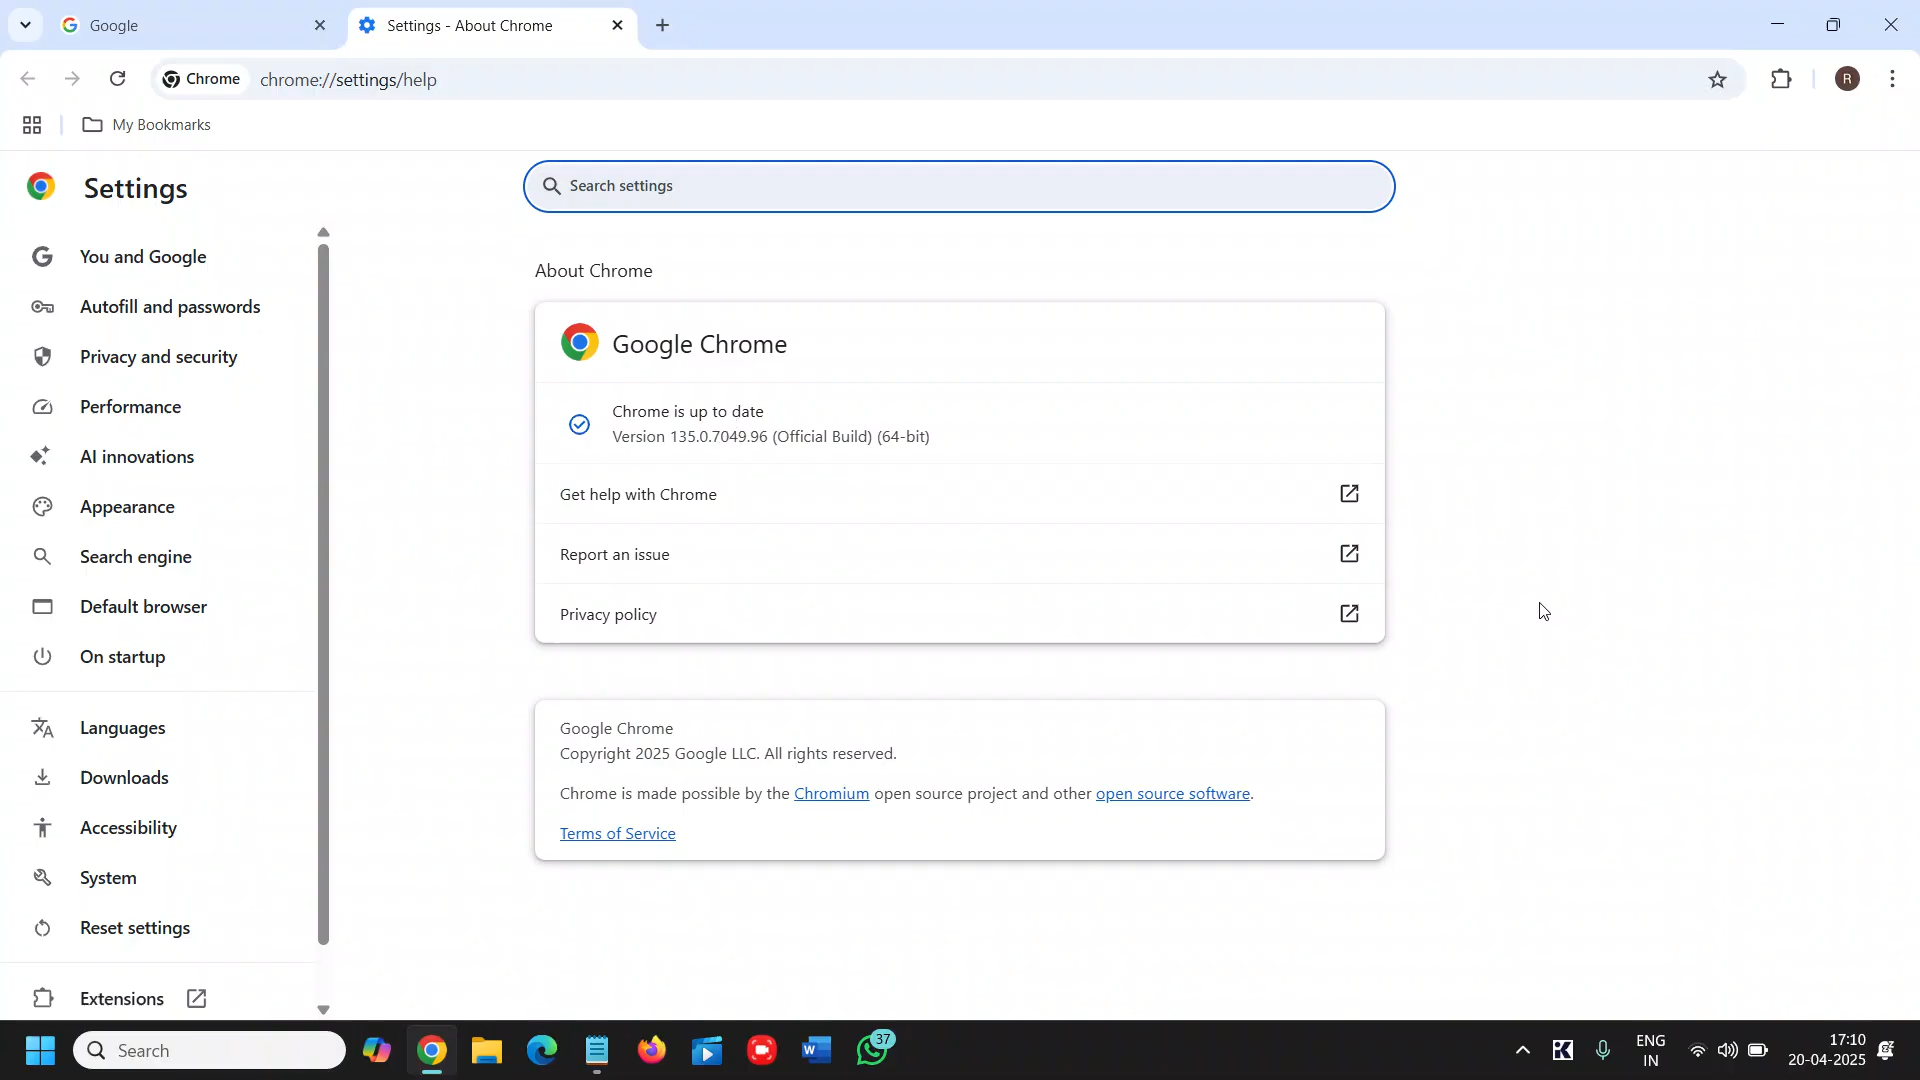 Google
Settings - About Chrome
Chrome
chrome://settings/help
R
My Bookmarks
Settings
Search settings
You and Google
Autofill and passwords
Privacy and security
Performance
AI innovations
Appearance
Search engine
Default browser
On startup
Languages
Downloads
Accessibility
System
Reset settings
Extensions
About Chrome
Google Chrome
Chrome is up to date
Version 135.0.7049.96 (Official Build) (64-bit)
Get help with Chrome
Report an issue
Privacy policy
Google Chrome
Copyright 2025 Google LLC. All rights reserved.
Chrome is made possible by the Chromium open source project and other open source software.
Terms of Service
Search
37
ENG
IN
17:10
20-04-2025